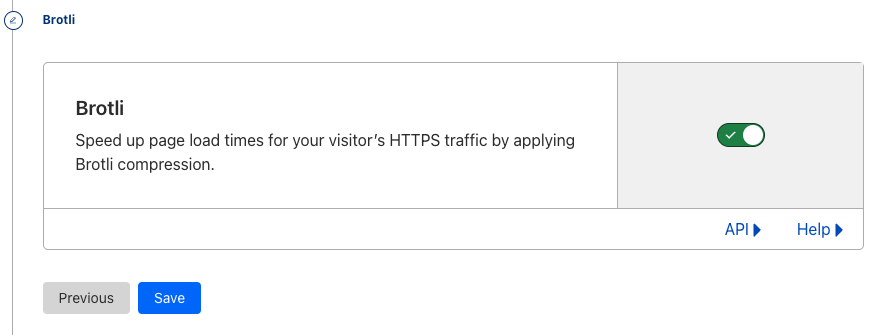 Brotli
Brotli
Speed up page load times for your visitor’s HTTPS traffic by applying
Brotli compression.
API
Help
Previous
Save